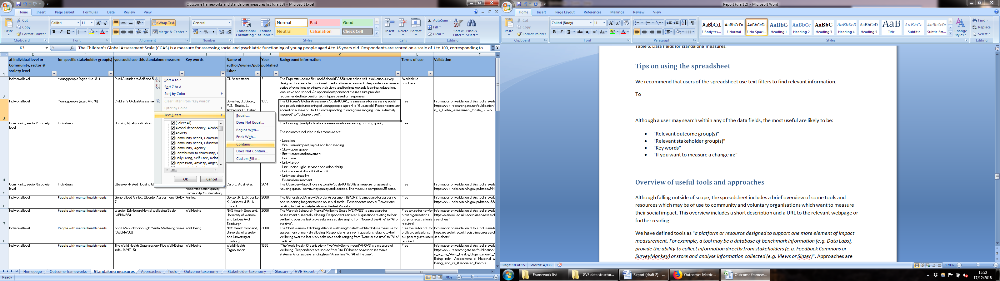 Outcome frameworks and standalone measures list (draft 3) - Microsoft Excel
Home Insert Page Layout Formulas Data Review View
Paste Cut Copy Format Painter Clipboard
Calibri 11 B I U Font
Wrap Text Merge & Center Alignment
General % , Number
Conditional Formatting Format as Table Normal Bad Good Neutral Calculation Check Cell Styles
Insert Delete Format Cells
AutoSum Fill Clear Sort & Filter Find & Select Editing
K3 fx The Children's Global Assessment Scale (CGAS) is a measure for assessing social and psychiatric functioning of young people aged 4 to 16 years old. Respondents are scored on a scale of 1 to 100, corresponding to
E F G H I J K L M
1 at Individual level or Community, sector & society level
for specific stakeholder group(s)
you could use this standalone measure
Key words
Name of author/owner/publisher
Year published
Background information
Terms of use
Validation
2 Individual level
Young people (aged 4 to 18+)
Pupil Attitudes to Self and S
GL Assessment
?
The Pupil Attitudes to Self and School (PASS) is an online self-evaluation survey
designed to assess factors linked to educational attainment. Respondents answer a
series of questions relating to their views and feelings towards learning, education,
work ethic and school. An optional component of the measure provides
recommended intervention techniques based on responses.
Available to purchase.
3 Individual level
Young people (aged 4 to 16)
Children's Global Assessme
Schaffer, D., Gould,
M.S., Brasic, J.,
Ambrosini, P., Fisher,
1983
The Children's Global Assessment Scale (CGAS) is a measure for assessing social
and psychiatric functioning of young people aged 4 to 16 years old. Respondents are
scored on a scale of 1 to 100, corresponding to categories ranging from "extremely
impaired" to "doing very well".
Free
Information on validation of this tool is availa
https://www.researchgate.net/publication/
n_'s_Global_assessment_Scale_CGAS
Sort A to Z
Sort Z to A
Sort by Color
Clear Filter From "Key words"
Filter by Color
Text Filters
(Select All)
Alcohol dependency, Alcoho
Anxiety
Community needs, Communi
Community needs, Education
Community, Agency
Contribution to community, C
Daily Living, Self Care, Relat
Depression, Anxiety, Anger,
OK Cancel
Equals...
Does Not Equal...
Begins With...
Ends With...
Contains...
Does Not Contain...
Custom Filter...
4 Community, sector & society level
Individuals
Housing Quality Indicators
The Housing Quality Indicators is a measure for assessing housing quality.
The indicators included in this measure are:
- Location
- Site - visual impact, layout and landscaping
- Site - open space
- Site - routes and movement
- Unit - size
- Unit - layout
- Unit - noise, light, services and adaptability
- Unit - accessibility within the unit
- Unit - sustainability
- External environment
Free
5 Community, sector & society level
Individuals
Observer-Rated Housing Q
Accommodation quality,
Community, Sustainability
Carol E. Adair et al.
2014
The Observer-Rated Housing Quality Scale (OHQS) is a measure for assessing
housing quality, community quality and facilities. The measure comprises 25 items.
Free
Information on validation of this tool is availa
https://www.ncbi.nlm.nih.gov/pubmed/244
6 Individual level
People with mental health needs
Generalised Anxiety Disorder Assessment (GAD-7)
Anxiety
Spitzer, R. L., Kroenke,
K., Williams, J. B., &
Löwe, B
2006
The Generalised Anxiety Disorder Assessment (GAD-7) is a measure for assessing
and screening for generalised anxiety disorder. Respondents answer 7 questions
relating to their anxiety levels over the last 2 weeks.
Free
Information on validation of this tool is availa
https://www.ncbi.nlm.nih.gov/pubmed/1838
7 Individual level
People with mental health needs
Warwick Edinburgh Mental Wellbeing Scale (WEMWBS)
Well-being
NHS Health Scotland,
University of Warwick
and University of
Edinburgh
2006
The Warwick Edinburgh Mental Wellbeing Scale (WEMWBS) is a measure for
assessment of mental wellbeing. Respondents answer 14 questions relating to their
wellbeing over the last two weeks on a scale ranging from "None of the time" to "All of
the time".
Free to use for not-for-
profit organisations,
but prior registration is
required.
Information on validation of this tool is availa
https://warwick.ac.uk/fac/sci/med/research
searchers/
8 Individual level
People with mental health needs
Short Warwick Edinburgh Mental Wellbeing Scale (SWEMWBS)
Well-being
NHS Health Scotland,
University of Warwick
and University of
Edinburgh
2008
The Short Warwick Edinburgh Mental Wellbeing Scale (SWEMWBS) is a measure for
assessment of mental wellbeing. Respondents answer 7 questions relating to their
wellbeing over the last two weeks on a scale ranging from "None of the time" to "All of
the time".
Free to use for not-for-
profit organisations,
but prior registration is
required.
Information on validation of this tool is availa
https://warwick.ac.uk/fac/sci/med/research
searchers/
Individual level
People with mental health needs
The World Health Organisation- Five Well-Being Index (WHO-5)
Well-being
World Health Organisation
1998
"The World Health Organisation- Five Well-Being Index (WHO-5) is a measure of
wellbeing. Respondents are scored from 0 to 100 based on responses to five
statements on a scale ranging from "At no time" to "All of the time".
Free
Information on validation of this tool is availa
https://www.researchgate.net/publication/
n_of_the_World_Health_Organization-5_
Being_Index_Assessment_of_Maternal_W
Being_and_its_Associated_Factors
Homepage Outcome frameworks Standalone measures Approaches Tools Outcome taxonomy Stakeholder taxonomy Glossary GVE Export
Ready 70%
Report (draft 2) - Microsoft Word
Home Insert Page Layout References Mailings Review View
Paste Cut Copy Format Painter Clipboard
Calibri (Body) 11 B I U abc Font
Paragraph
¶ Body tex... ¶ Normal ¶ No Spaci... Heading 1 Heading 2 Heading 3 Heading 4 Heading 5 Title Subtitle Subtle Em... Change Styles Styles
Find Replace Select Editing
Table 6. Data fields for standalone measures.
Tips on using the spreadsheet
We recommend that users of the spreadsheet use text filters to find relevant information.
To
Although a user may search within any of the data fields, the most useful are likely to be:
• "Relevant outcome group(s)"
• "Relevant stakeholder group(s)"
• "Key words"
• "If you want to measure a change in:"
Overview of useful tools and approaches
Although falling outside of scope, the spreadsheet includes a brief overview of some tools and
resources which may be of use to community and voluntary organisations which want to measure
their social impact. This overview includes a short description and a URL to the relevant webpage or
further reading.
We have defined tools as "a platform or resource designed to support one more element of impact
measurement. For example, a tool may be a database of benchmark information (e.g. Data Labs),
provide the ability to collect information directly from stakeholders (e.g. Feedback Commons or
SurveyMonkey) or store and analyse information collected (e.g. Views or Sinzer)". Approaches are
Page: 10 of 15 Words: 4,036 120%
Framework list GVE data structur... Report (draft 2) - ... Outcomes Matrix ... Outcome framew...
15:52
17/12/2018